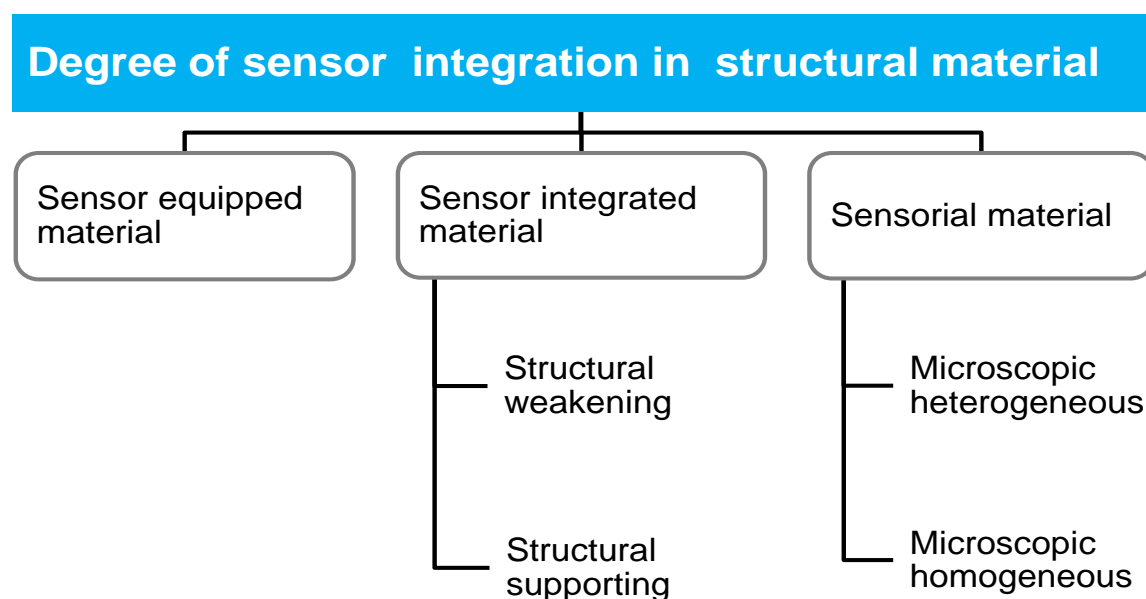 Degree of sensor integration in structural material
Sensor equipped
material
Sensor integrated
material
Sensorial material
Structural
weakening
Structural
supporting
Microscopic
heterogeneous
Microscopic
homogeneous